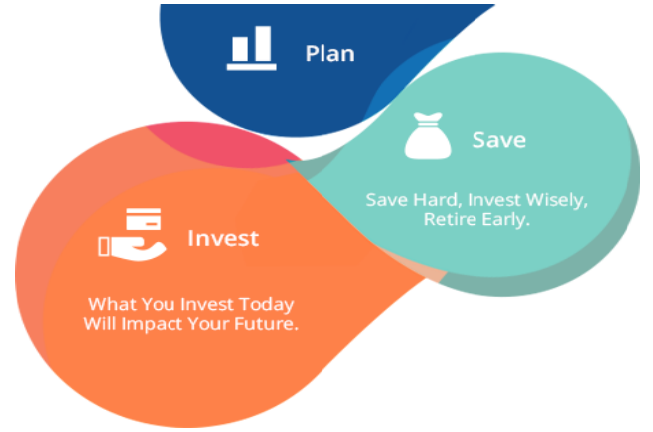 Plan
Save
Save Hard, Invest Wisely,
Retire Early.
Invest
What You Invest Today
Will Impact Your Future.